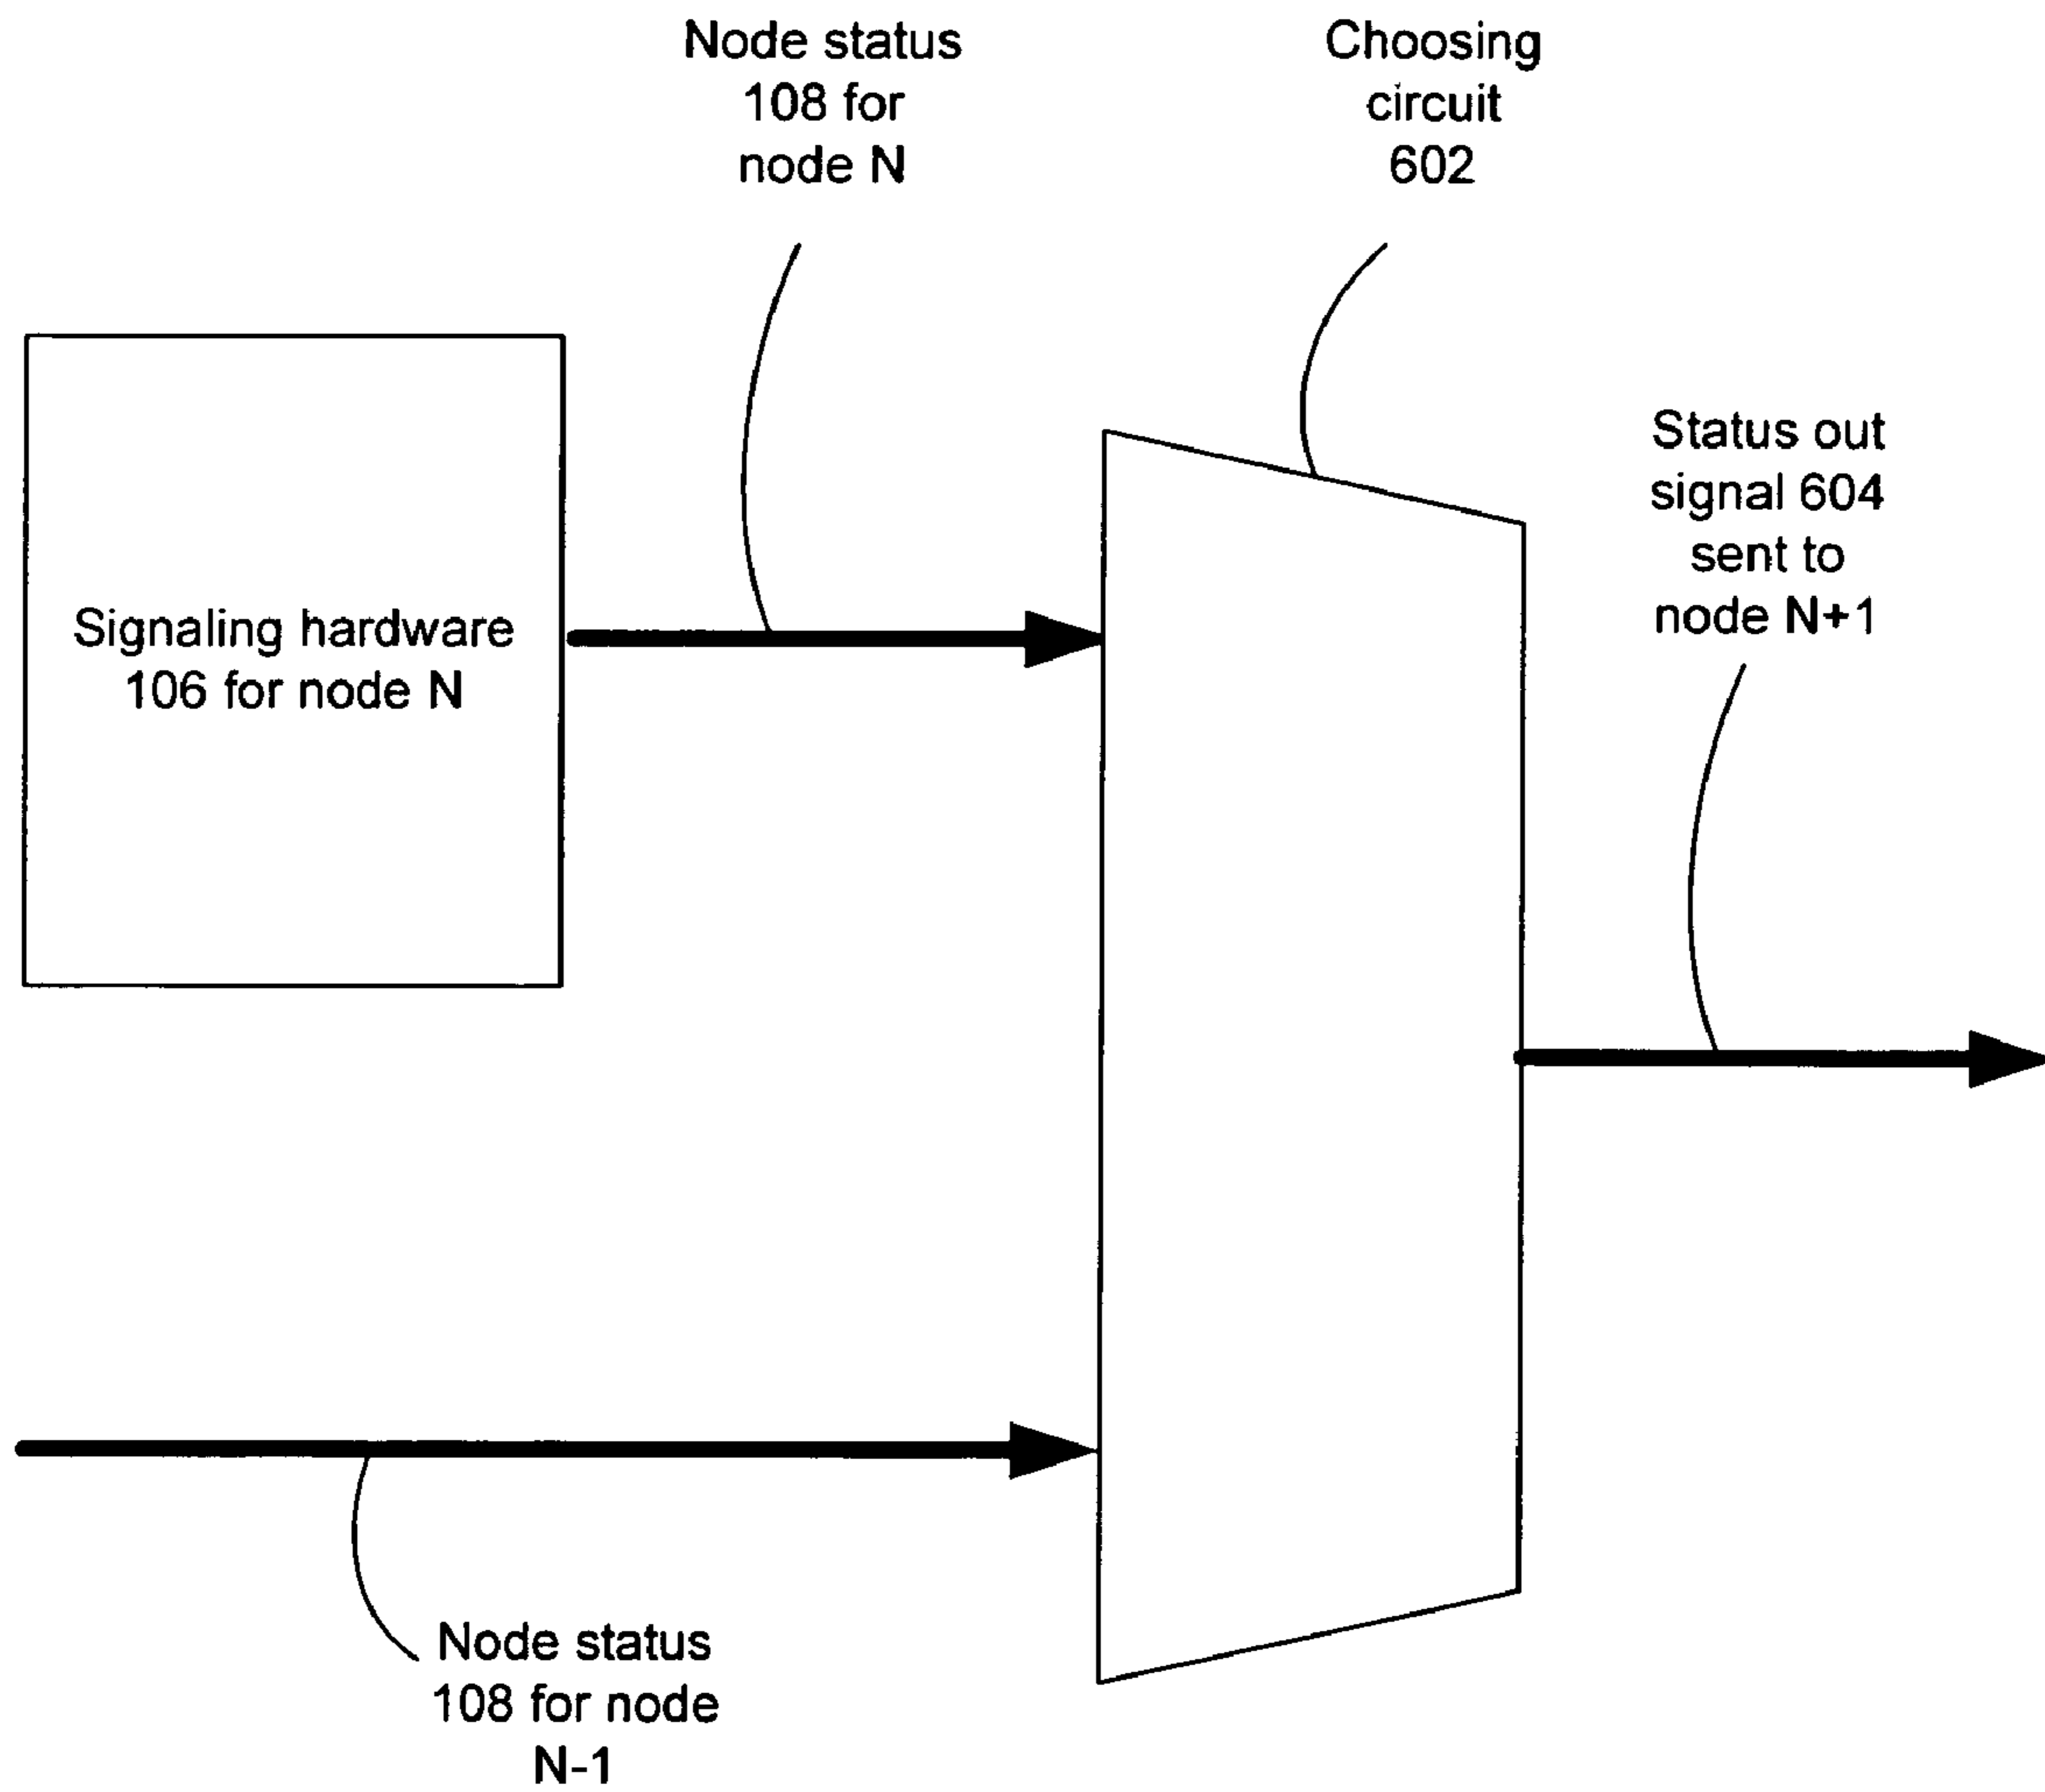 Node status
108 for
node N
Choosing
circuit
602
Status out
signal 604
sent to
node N+1
Signaling hardware
106 for node N
Node status
108 for node
N-1